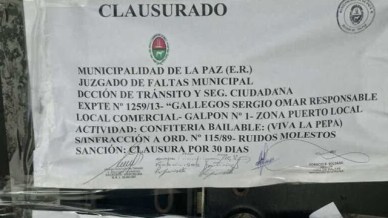 CLAUSURADO
MUNICIPALIDAD DE LA PAZ (E.R.)
JUZGADO DE FALTAS MUNICIPAL
DCCIÓN DE TRÁNSITO Y SEG. CIUDADANA
EXPTE Nº 1259/13- "GALLEGOS SERGIO OMAR RESPONSABLE
LOCAL COMERCIAL- GALPON Nº 1- ZONA PUERTO LOCAL
ACTIVIDAD: CONFITERIA BAILABLE: (VIVA LA PEPA)
S/INFRACCIÓN A ORD. Nº 115/89- RUIDOS MOLESTOS
SANCIÓN: CLAUSURA POR 30 DIAS